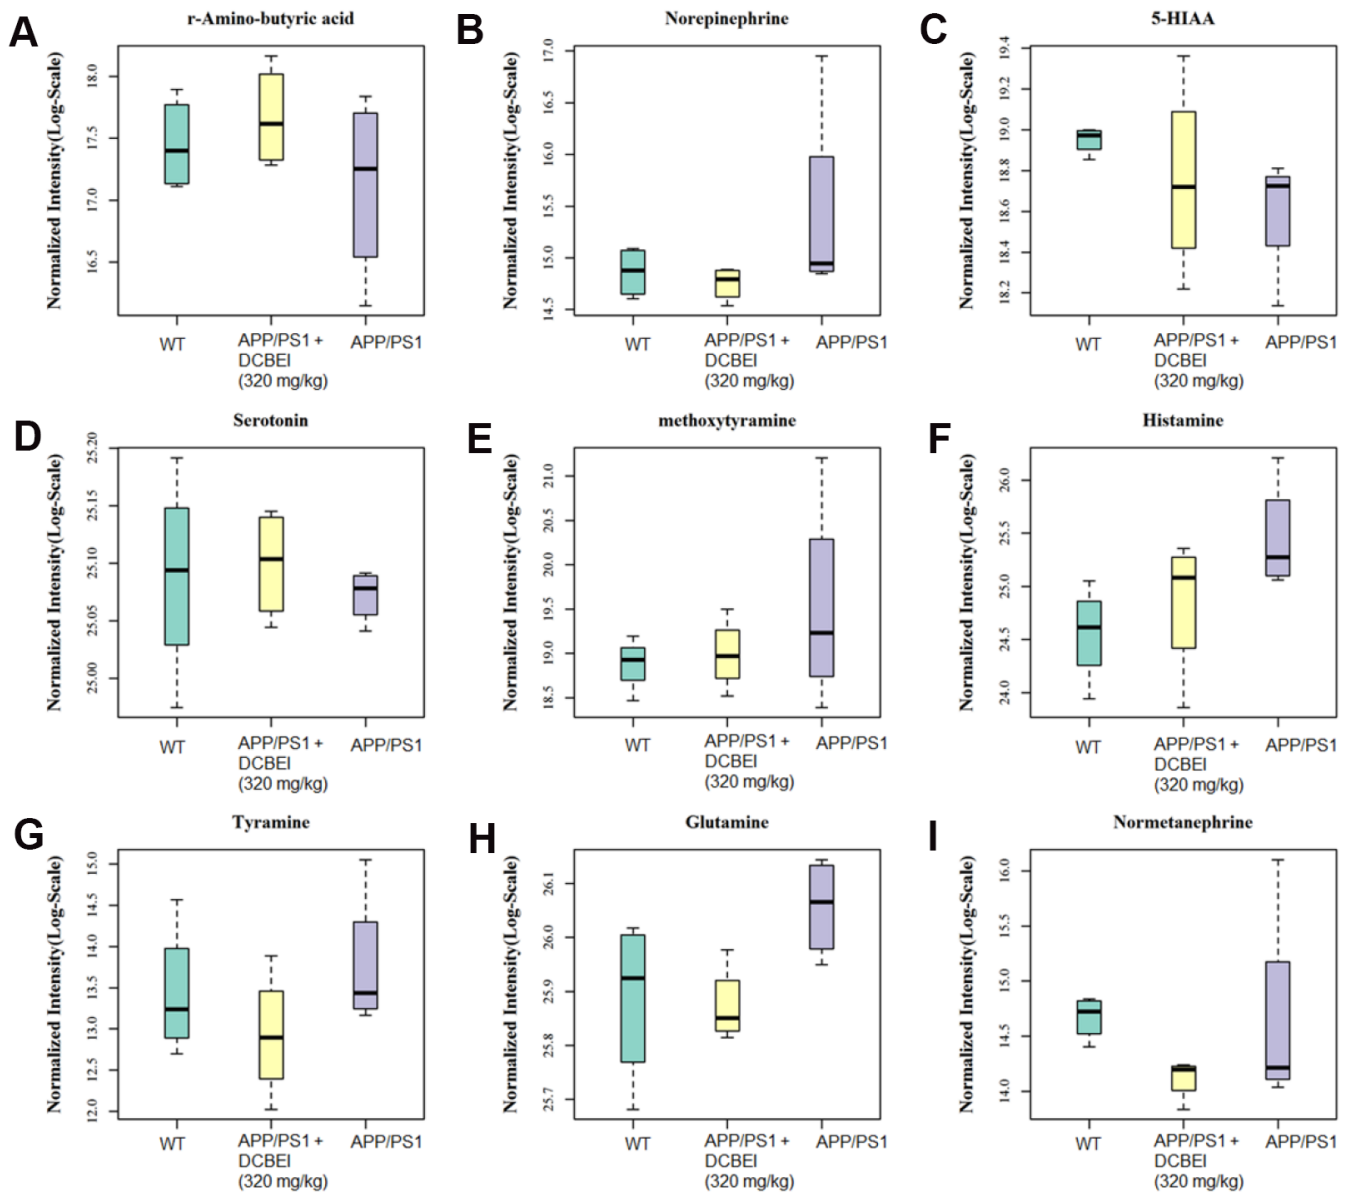 A
r-Amino-butyric acid
Normalized Intensity(Log-Scale)
18.0
17.5
17.0
16.5
WT
APP/PS1 +
DCBEI
(320 mg/kg)
APP/PS1
B
Norepinephrine
Normalized Intensity(Log-Scale)
17.0
16.5
16.0
15.5
15.0
14.5
WT
APP/PS1 +
DCBEI
(320 mg/kg)
APP/PS1
C
5-HIAA
Normalized Intensity(Log-Scale)
19.4
19.2
19.0
18.8
18.6
18.4
18.2
WT
APP/PS1 +
DCBEI
(320 mg/kg)
APP/PS1
D
Serotonin
Normalized Intensity(Log-Scale)
25.20
25.15
25.10
25.05
25.00
WT
APP/PS1 +
DCBEI
(320 mg/kg)
APP/PS1
E
methoxytyramine
Normalized Intensity(Log-Scale)
21.0
20.5
20.0
19.5
19.0
18.5
WT
APP/PS1 +
DCBEI
(320 mg/kg)
APP/PS1
F
Histamine
Normalized Intensity(Log-Scale)
26.0
25.5
25.0
24.5
24.0
WT
APP/PS1 +
DCBEI
(320 mg/kg)
APP/PS1
G
Tyramine
Normalized Intensity(Log-Scale)
15.0
14.5
14.0
13.5
13.0
12.5
12.0
WT
APP/PS1 +
DCBEI
(320 mg/kg)
APP/PS1
H
Glutamine
Normalized Intensity(Log-Scale)
26.1
26.0
25.9
25.8
25.7
WT
APP/PS1 +
DCBEI
(320 mg/kg)
APP/PS1
I
Normetanephrine
Normalized Intensity(Log-Scale)
16.0
15.5
15.0
14.5
14.0
WT
APP/PS1 +
DCBEI
(320 mg/kg)
APP/PS1